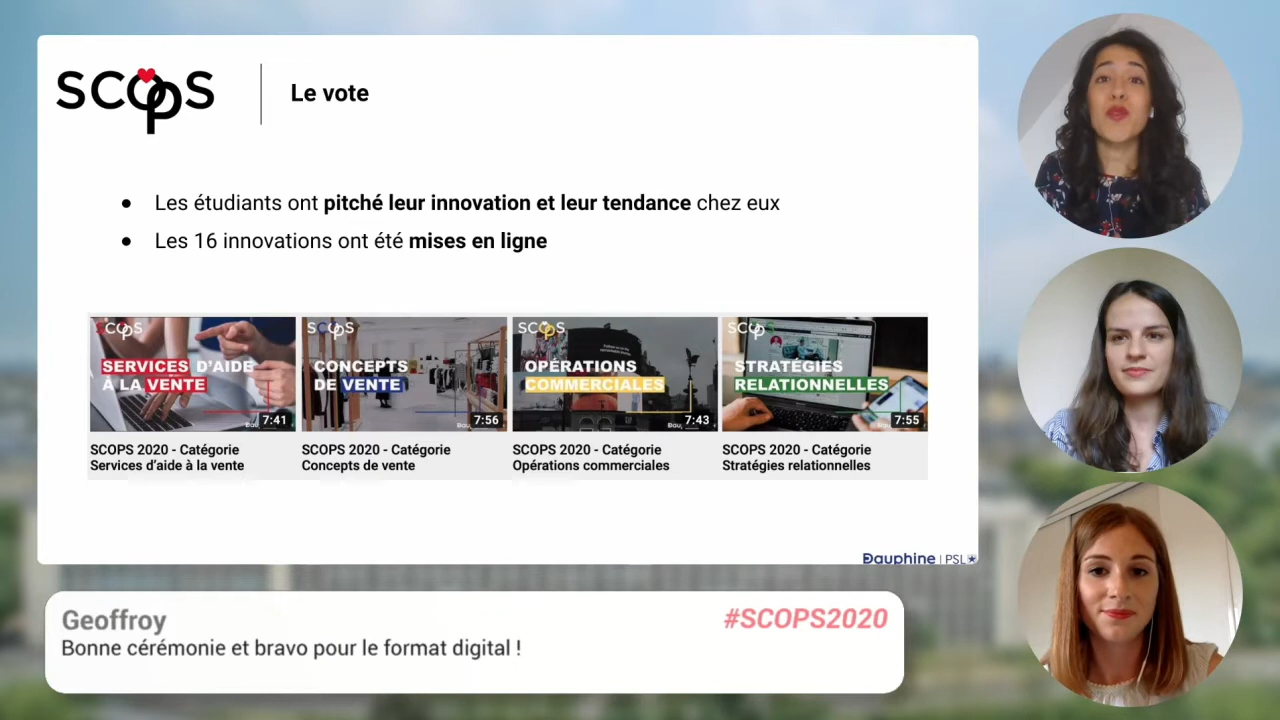 SCOPS
Le vote
Les étudiants ont pitché leur innovation et leur tendance chez eux
Les 16 innovations ont été mises en ligne
SCOPS
SERVICES D'AIDE
À LA VENTE
7:41
SCOPS
CONCEPTS
DE VENTE
7:56
SCOPS
OPÉRATIONS
COMMERCIALES
7:43
SCOPS
STRATÉGIES
RELATIONNELLES
7:55
SCOPS 2020 - Catégorie
Services d'aide à la vente
SCOPS 2020 - Catégorie
Concepts de vente
SCOPS 2020 - Catégorie
Opérations commerciales
SCOPS 2020 - Catégorie
Stratégies relationnelles
Dauphine | PSL
Geoffroy
#SCOPS2020
Bonne cérémonie et bravo pour le format digital !